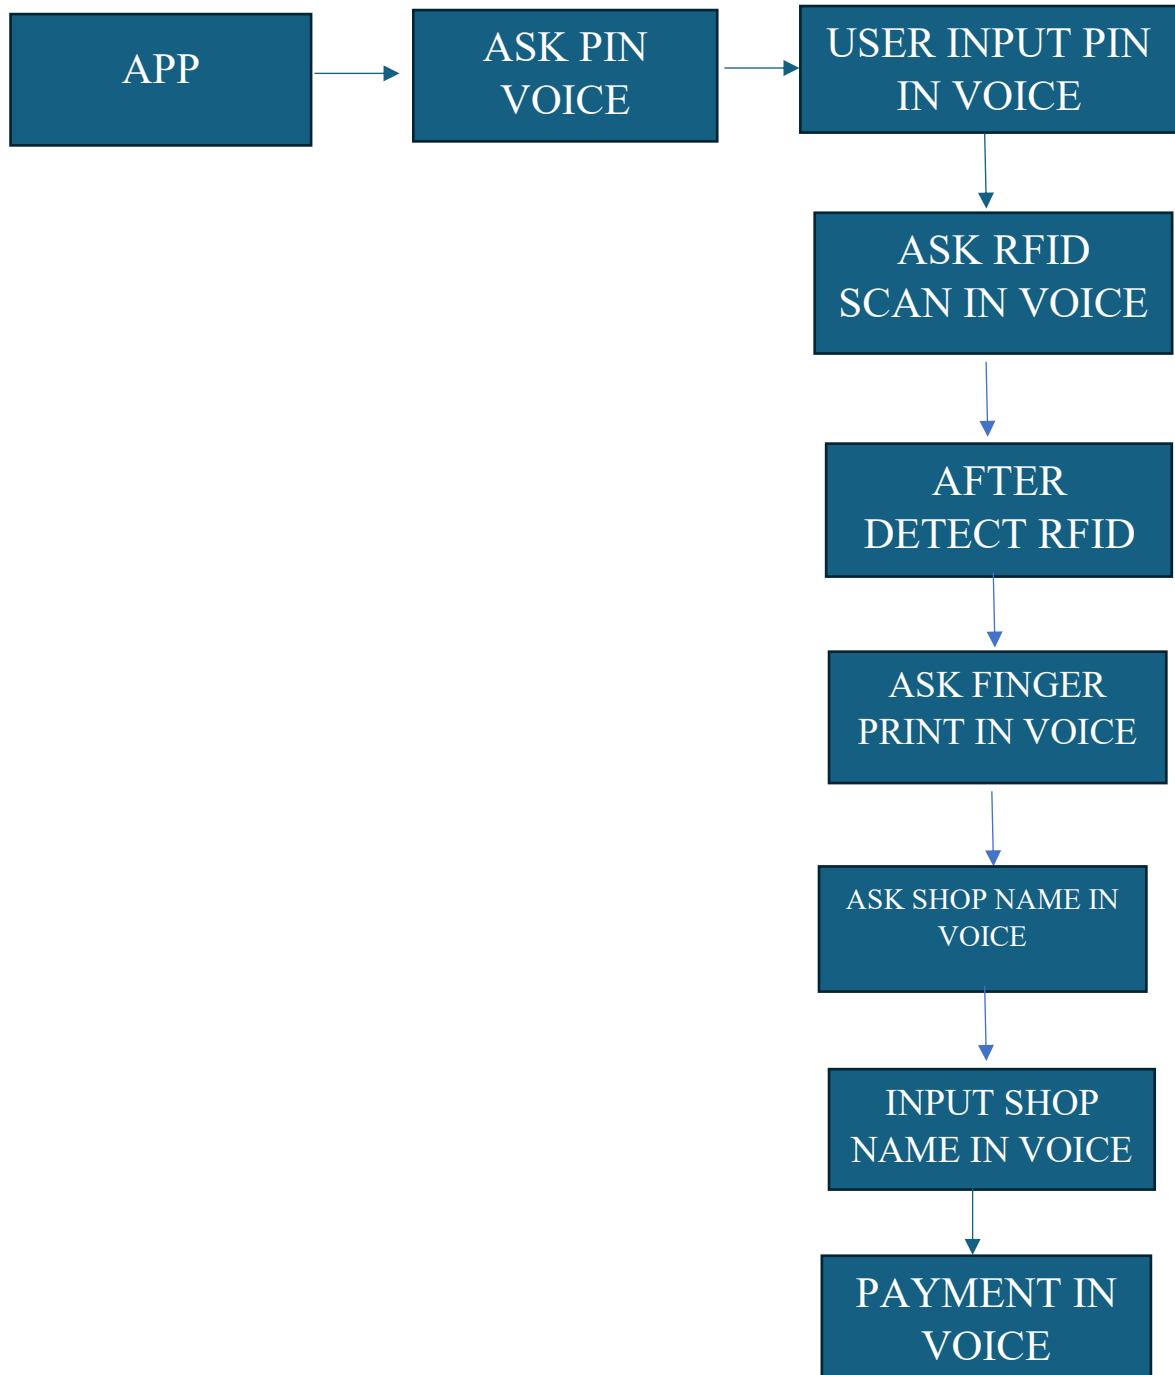 APP
ASK PIN
VOICE
USER INPUT PIN
IN VOICE
ASK RFID
SCAN IN VOICE
AFTER
DETECT RFID
ASK FINGER
PRINT IN VOICE
ASK SHOP NAME IN
VOICE
INPUT SHOP
NAME IN VOICE
PAYMENT IN
VOICE